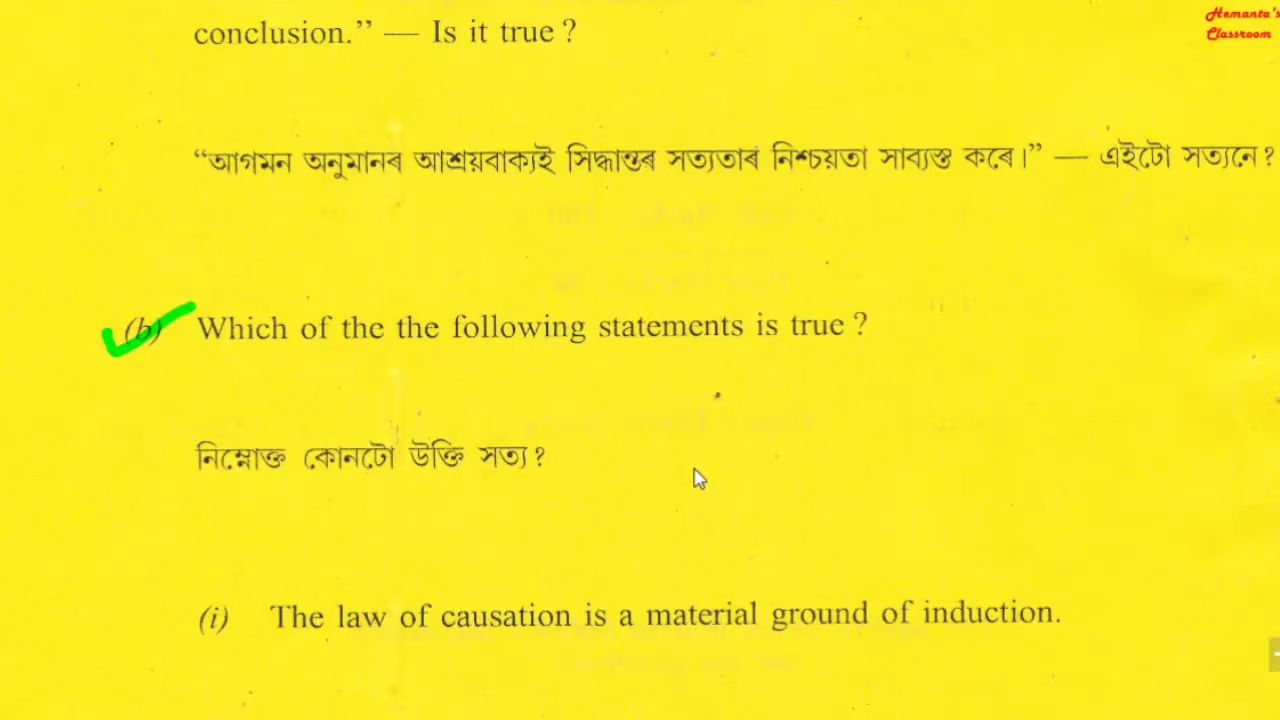 Hemanta's
Classroom
conclusion.” — Is it true ?
“আগমন অনুমানৰ আশ্ৰয়বাক্যই সিদ্ধান্তৰ সত্যতাৰ নিশ্চয়তা সাব্যস্ত কৰে।” — এইটো সত্যনে ?
(b) Which of the the following statements is true ?
নিম্নোক্ত কোনটো উক্তি সত্য ?
(i) The law of causation is a material ground of induction.